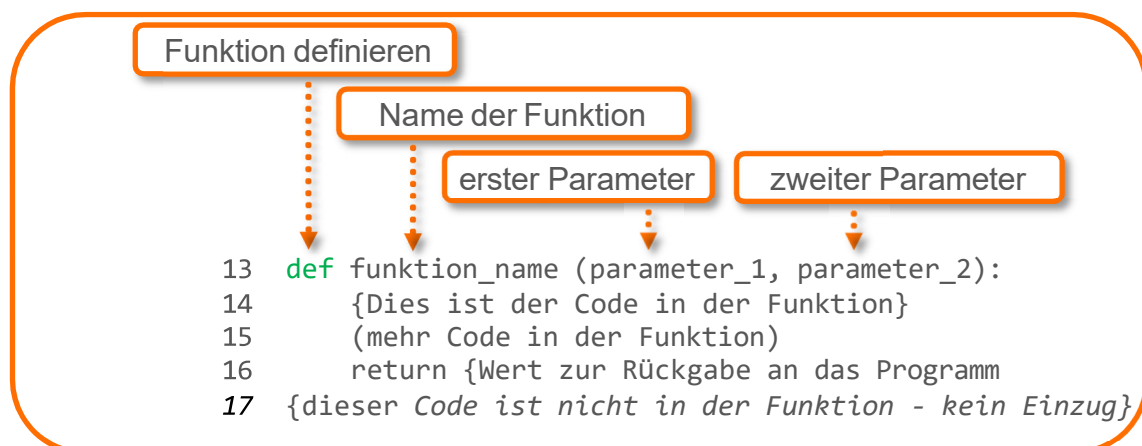 Funktion definieren
Name der Funktion
erster Parameter
zweiter Parameter
13 def funktion_name (parameter_1, parameter_2):
14 {Dies ist der Code in der Funktion}
15 (mehr Code in der Funktion)
16 return {Wert zur Rückgabe an das Programm
17 {dieser Code ist nicht in der Funktion - kein Einzug}